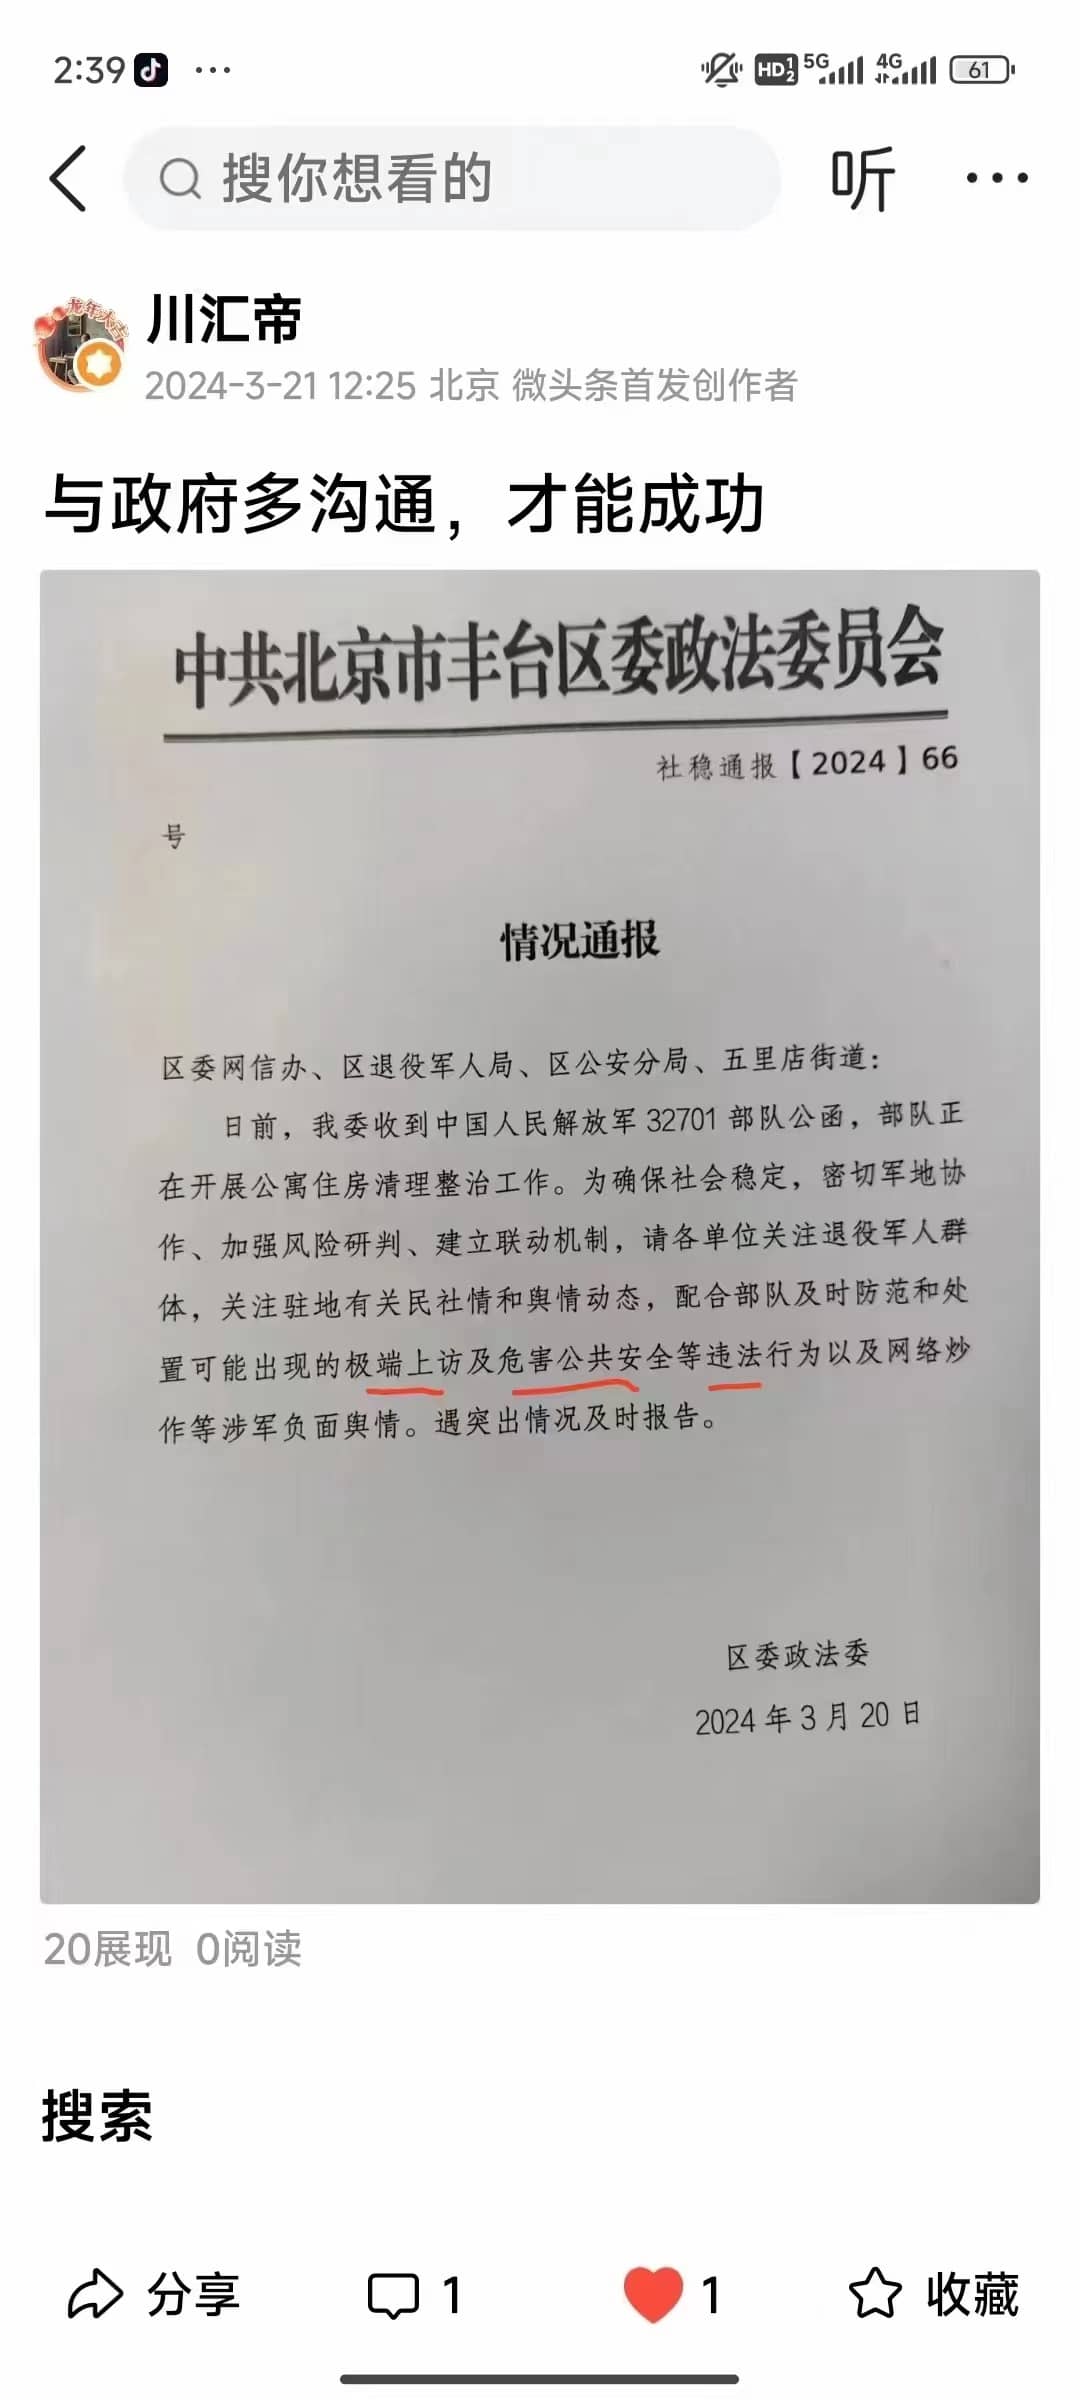 2:39 ···
HD 1 2 5G 4G 61
搜你想看的 听 ···
龙年大吉
川汇帝
2024-3-21 12:25 北京 微头条首发创作者
与政府多沟通，才能成功
中共北京市丰台区委政法委员会
社稳通报【2024】66
号
情况通报
区委网信办、区退役军人局、区公安分局、五里店街道：
日前，我委收到中国人民解放军 32701 部队公函，部队正
在开展公寓住房清理整治工作。为确保社会稳定，密切军地协
作、加强风险研判、建立联动机制，请各单位关注退役军人群
体，关注驻地有关民社情和舆情动态，配合部队及时防范和处
置可能出现的极端上访及危害公共安全等违法行为以及网络炒
作等涉军负面舆情。遇突出情况及时报告。
区委政法委
2024 年 3 月 20 日
20展现 0阅读
搜索
分享 1 1 收藏